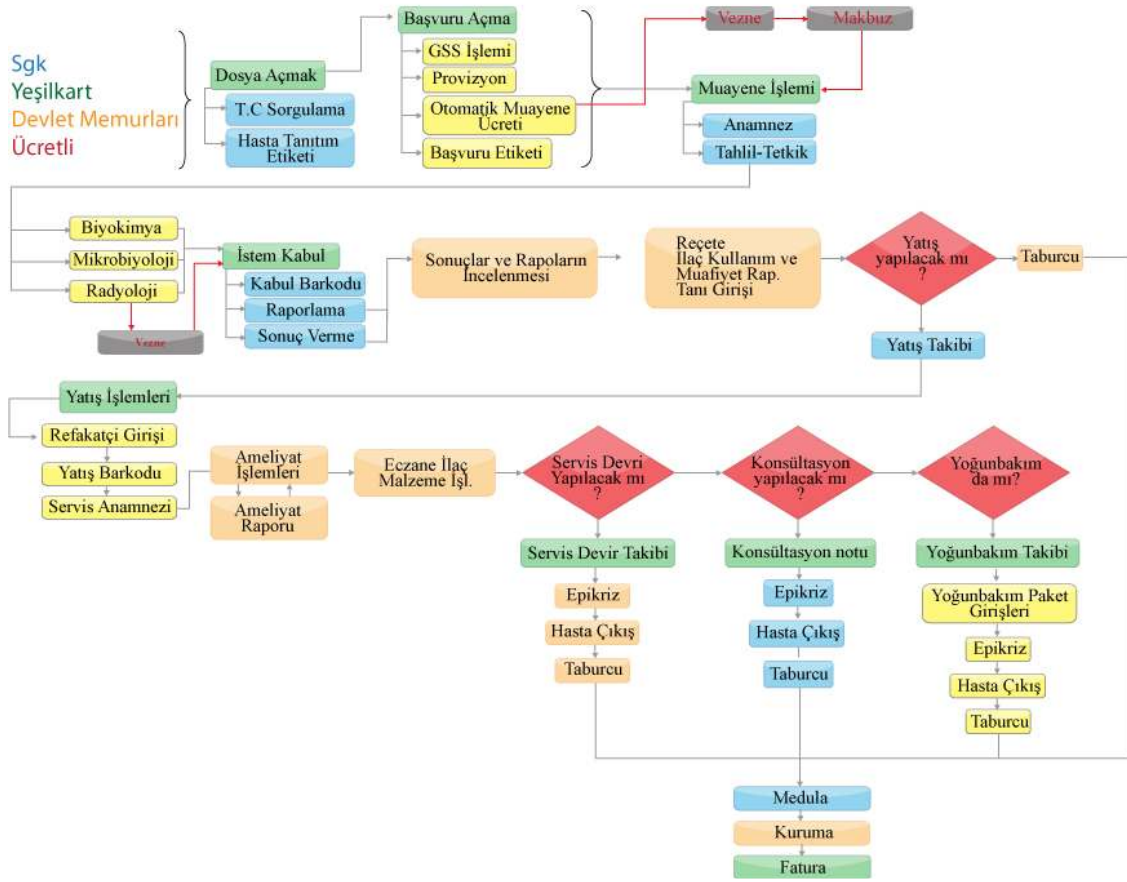 Sgk
Yeşilkart
Devlet Memurları
Ücretli
Dosya Açmak
T.C Sorgulama
Hasta Tanıtım
Etiketi
Başvuru Açma
GSS İşlemi
Provizyon
Otomatik Muayene
Ücreti
Başvuru Etiketi
Vezne
Makbuz
Muayene İşlemi
Anamnez
Tahlil-Tetkik
Biyokimya
Mikrobiyoloji
Radyoloji
Vezne
İstem Kabul
Kabul Barkodu
Raporlama
Sonuç Verme
Sonuçlar ve Rapoların
İncelenmesi
Reçete
İlaç Kullanım ve
Muafiyet Rap.
Tanı Girişi
Yatış
yapılacak mı
?
Taburcu
Yatış Takibi
Yatış İşlemleri
Refakatçi Girişi
Yatış Barkodu
Servis Anamnezi
Ameliyat
İşlemleri
Ameliyat
Raporu
Eczane İlaç
Malzeme İşl.
Servis Devri
Yapılacak mı
?
Konsültasyon
yapılacak mı
?
Yoğunbakım
da mı?
Servis Devir Takibi
Epikriz
Hasta Çıkış
Taburcu
Konsültasyon notu
Epikriz
Hasta Çıkış
Taburcu
Yoğunbakım Takibi
Yoğunbakım Paket
Girişleri
Epikriz
Hasta Çıkış
Taburcu
Medula
Kuruma
Fatura